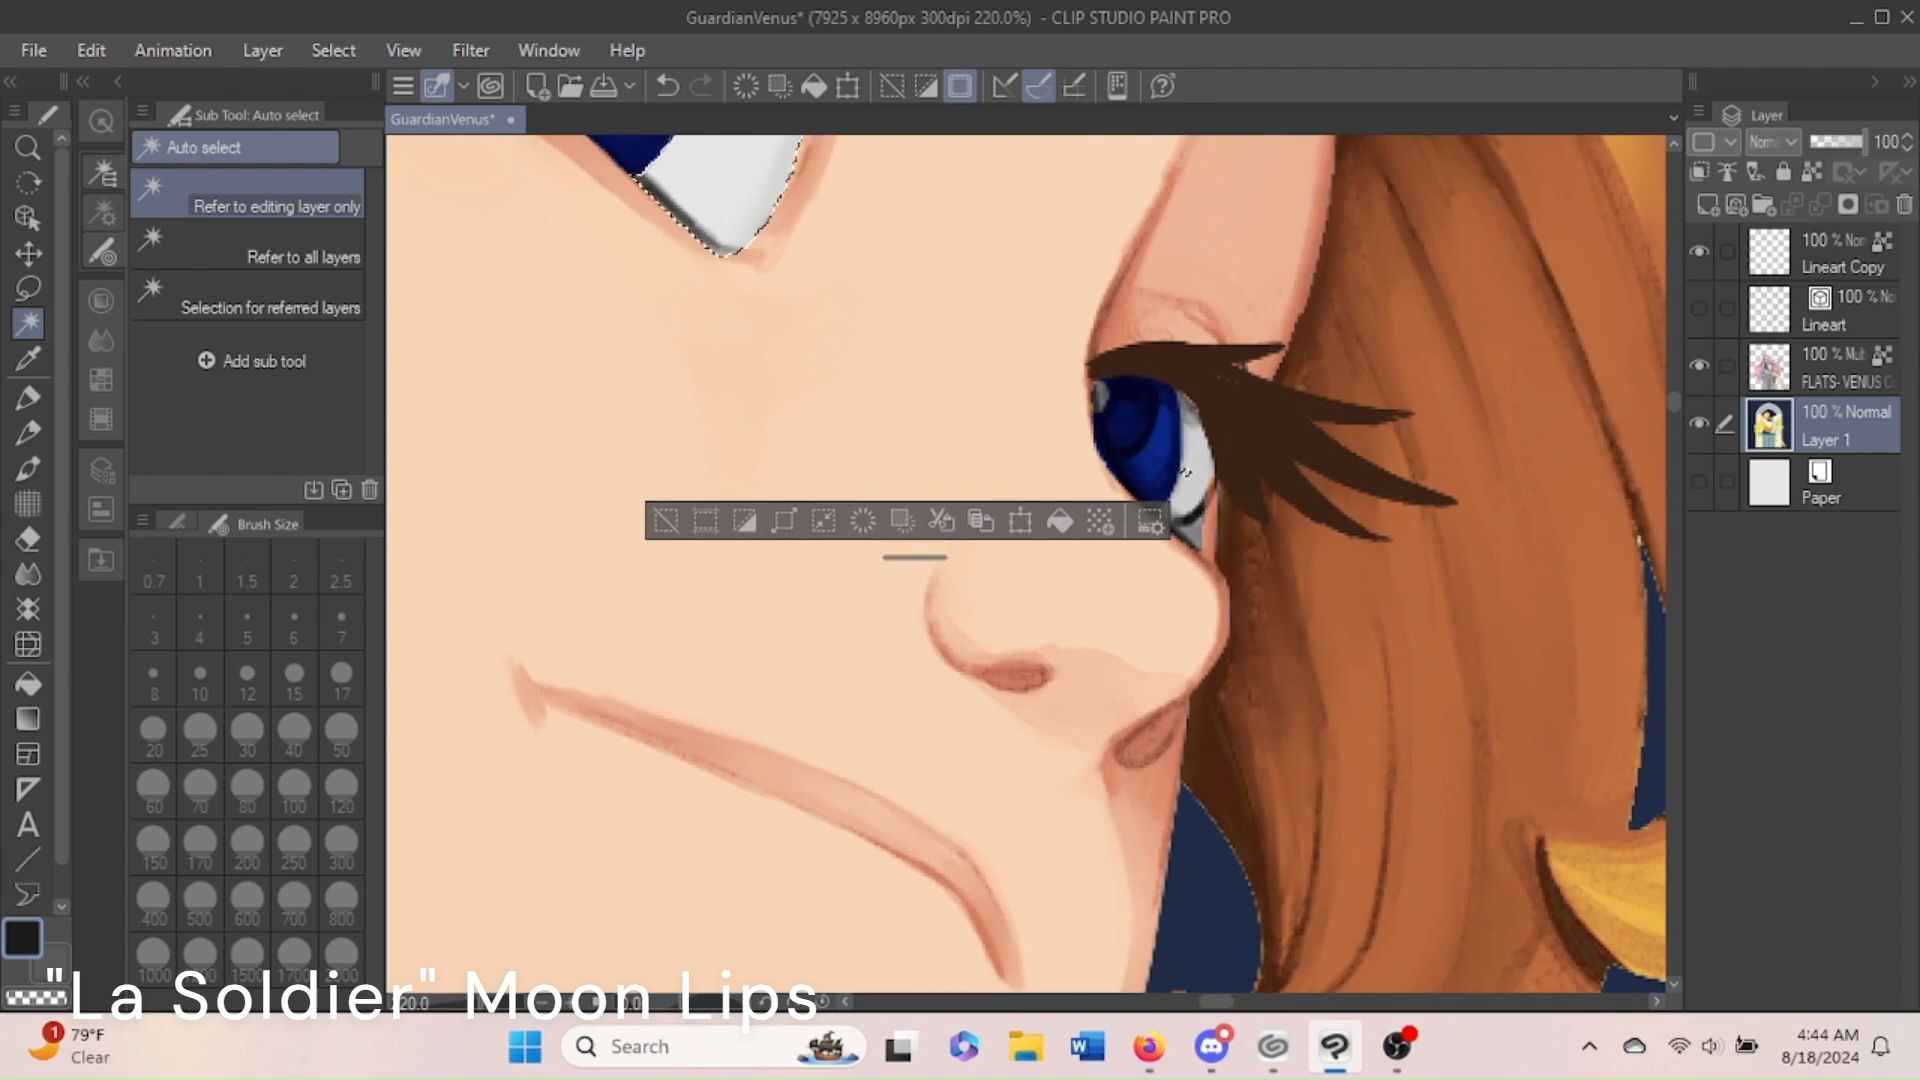 GuardianVenus* (7925 x 8960px 300dpi 220.0%) - CLIP STUDIO PAINT PRO
File Edit Animation Layer Select View Filter Window Help
Sub Tool: Auto select
GuardianVenus*
Layer
Auto select
100
Refer to editing layer only
Refer to all layers
Selection for referred layers
Add sub tool
100 % Nor
Lineart Copy
100 % No
Lineart
100 % Mul
FLATS- VENUS C
100 % Normal
Layer 1
Paper
Brush Size
0.7 1 1.5 2 2.5
3 4 5 6 7
8 10 12 15 17
20 25 30 40 50
60 70 80 100 120
150 170 200 250 300
400 500 600 700 800
1000 1500 1700
"La Soldier" Moon Lips
1
79°F
Clear
Search
4:44 AM
8/18/2024